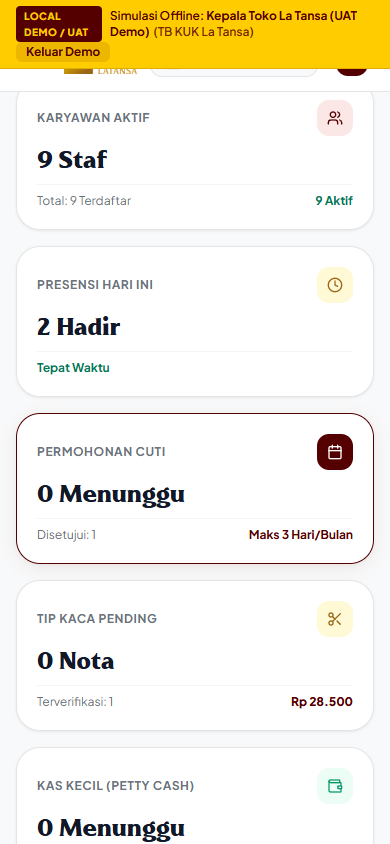 LOCAL DEMO / UAT
Simulasi Offline: Kepala Toko La Tansa (UAT Demo) (TB KUK La Tansa)
Keluar Demo
LATANSA
KARYAWAN AKTIF
9 Staf
Total: 9 Terdaftar
9 Aktif
PRESENSI HARI INI
2 Hadir
Tepat Waktu
PERMOHONAN CUTI
0 Menunggu
Disetujui: 1
Maks 3 Hari/Bulan
TIP KACA PENDING
0 Nota
Terverifikasi: 1
Rp 28.500
KAS KECIL (PETTY CASH)
0 Menunggu